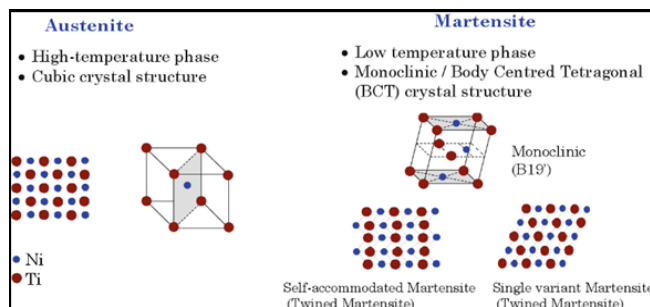 Austenite
• High-temperature phase
• Cubic crystal structure
Ni
Ti
Martensite
• Low temperature phase
• Monoclinic / Body Centred Tetragonal
(BCT) crystal structure
Monoclinic
(B19')
Self-accommodated Martensite
(Twined Martensite)
Single variant Martensite
(Twined Martensite)